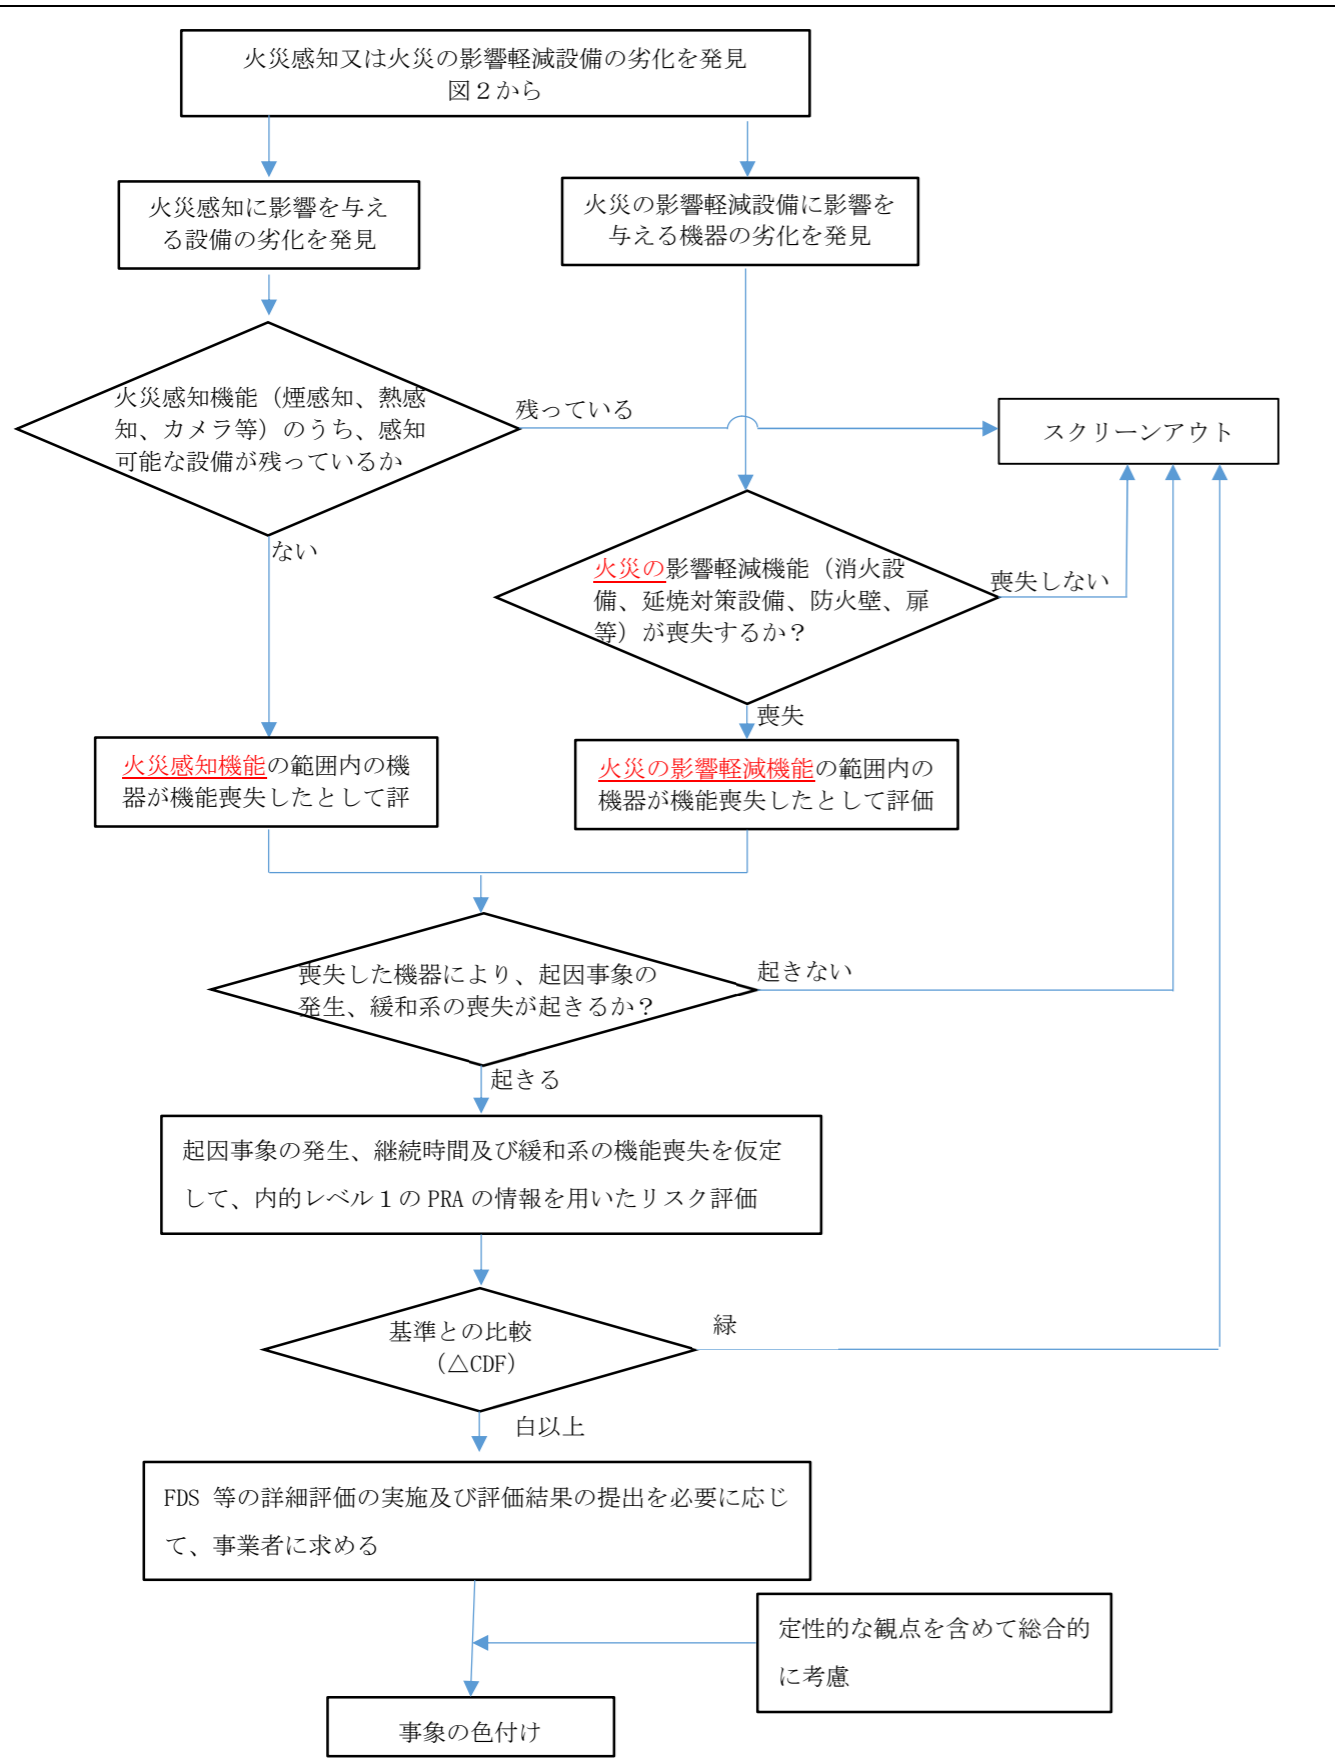 火災感知又は火災の影響軽減設備の劣化を発見
図２から
火災感知に影響を与え
る設備の劣化を発見
火災の影響軽減設備に影響を
与える機器の劣化を発見
火災感知機能（煙感知、熱感
知、カメラ等）のうち、感知
可能な設備が残っているか
残っている
スクリーンアウト
ない
火災の影響軽減機能（消火設
備、延焼対策設備、防火壁、扉
等）が喪失するか？
喪失しない
喪失
火災感知機能の範囲内の機
器が機能喪失したとして評
火災の影響軽減機能の範囲内の
機器が機能喪失したとして評価
喪失した機器により、起因事象の
発生、緩和系の喪失が起きるか？
起きない
起きる
起因事象の発生、継続時間及び緩和系の機能喪失を仮定
して、内的レベル１の PRA の情報を用いたリスク評価
基準との比較
（△CDF）
緑
白以上
FDS 等の詳細評価の実施及び評価結果の提出を必要に応じ
て、事業者に求める
定性的な観点を含めて総合的
に考慮
事象の色付け